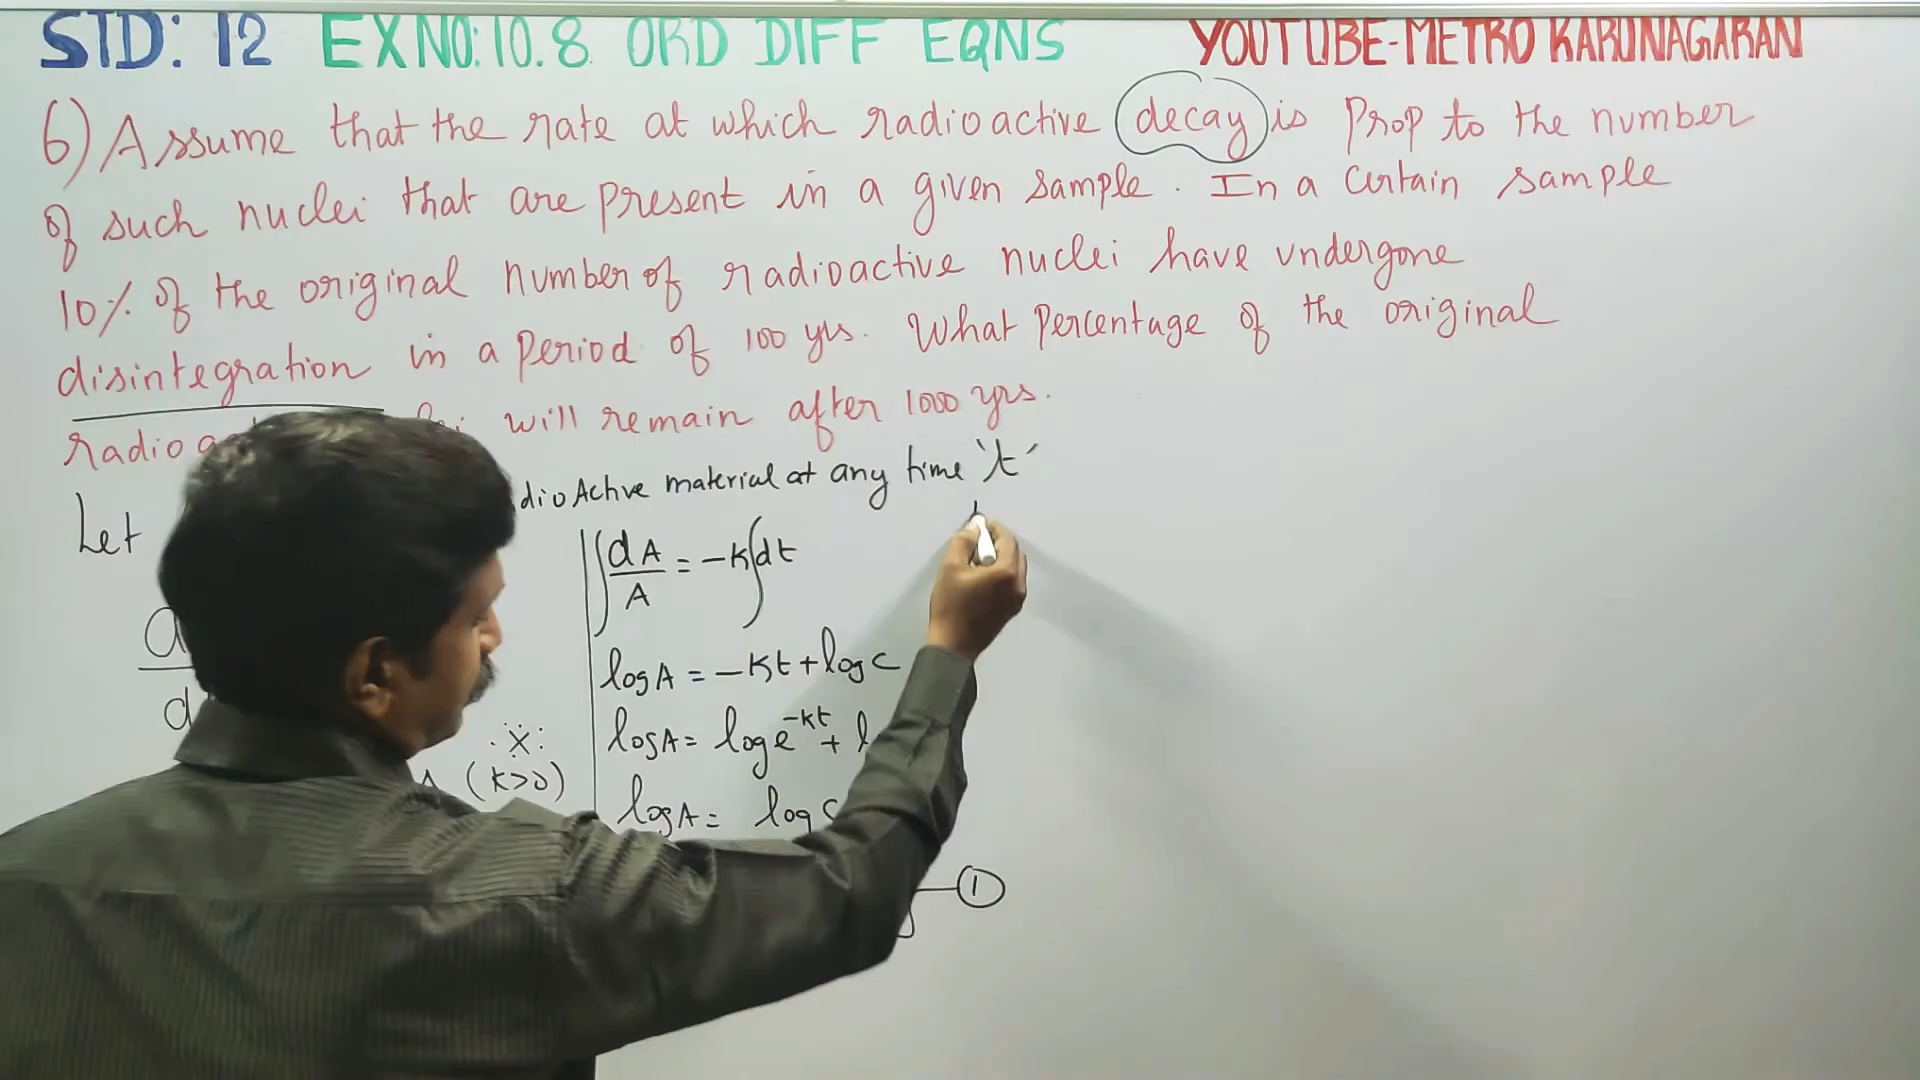 STD: 12 EX NO: 10.8 ORD DIFF EQNS YOUTUBE-METRO KARUNAGARAN
6) Assume that the rate at which radioactive decay is Prop to the number
of such nuclei that are present in a given sample. In a certain sample
10% of the original number of radioactive nuclei have undergone
disintegration in a period of 100 yrs. What percentage of the original
radioa will remain after 1000 yrs.
Let dioActive material at any time 't'
∫dA/A = -k∫dt
log A = -kt + log c
log A = log e^-kt +
(k>0)
log A = log c
①